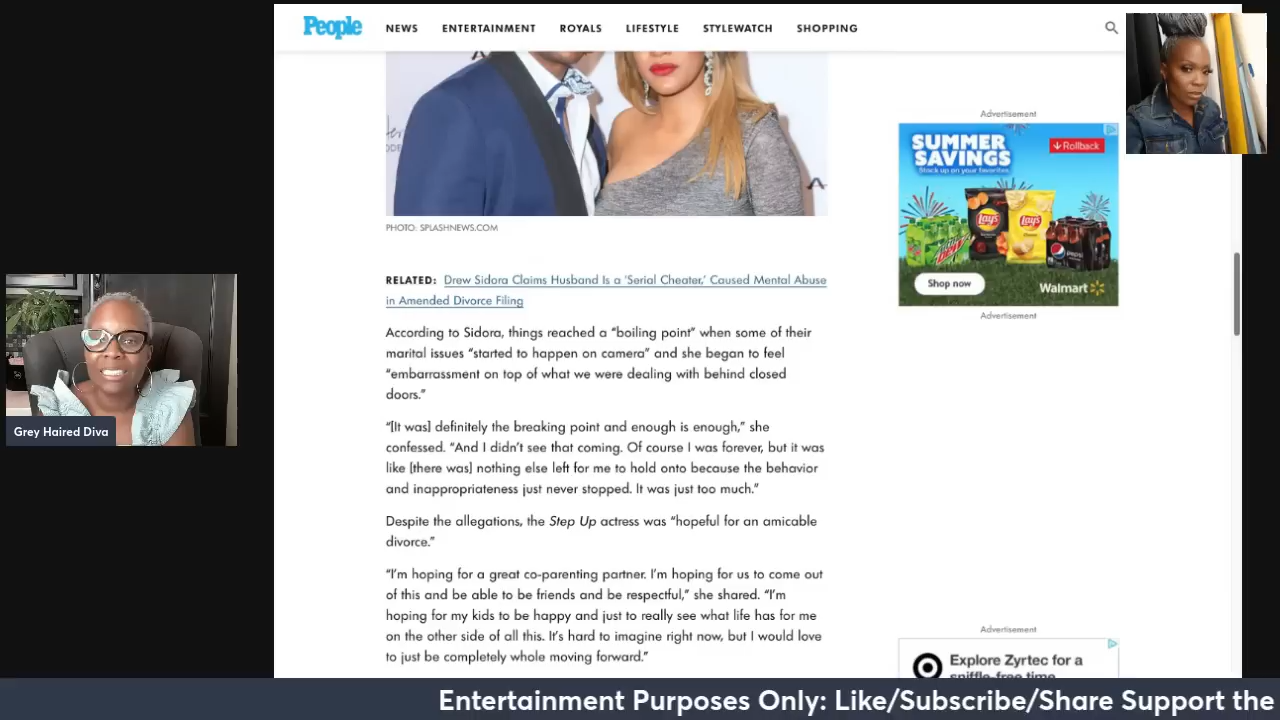 People
NEWS ENTERTAINMENT ROYALS LIFESTYLE STYLEWATCH SHOPPING
PHOTO: SPLASHNEWS.COM
RELATED: Drew Sidora Claims Husband Is a 'Serial Cheater,' Caused Mental Abuse
in Amended Divorce Filing
According to Sidora, things reached a “boiling point” when some of their
marital issues “started to happen on camera” and she began to feel
“embarrassment on top of what we were dealing with behind closed
doors.”
“[It was] definitely the breaking point and enough is enough,” she
confessed. “And I didn’t see that coming. Of course I was forever, but it was
like [there was] nothing else left for me to hold onto because the behavior
and inappropriateness just never stopped. It was just too much.”
Despite the allegations, the Step Up actress was “hopeful for an amicable
divorce.”
“I’m hoping for a great co-parenting partner. I’m hoping for us to come out
of this and be able to be friends and be respectful,” she shared. “I’m
hoping for my kids to be happy and just to really see what life has for me
on the other side of all this. It’s hard to imagine right now, but I would love
to just be completely whole moving forward.”
Advertisement
SUMMER
SAVINGS
Rollback
Stock up on your favorites.
Lay's
Lay's
pepsi
Shop now
Walmart
Advertisement
Advertisement
Explore Zyrtec for a
sniffle-free time
Grey Haired Diva
Entertainment Purposes Only: Like/Subscribe/Share Support the